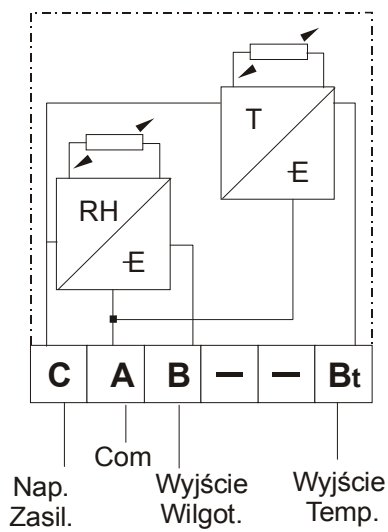 T
E
RH
E
C A B – – Bt
Com
Nap.
Zasil.
Wyjście
Wilgot.
Wyjście
Temp.